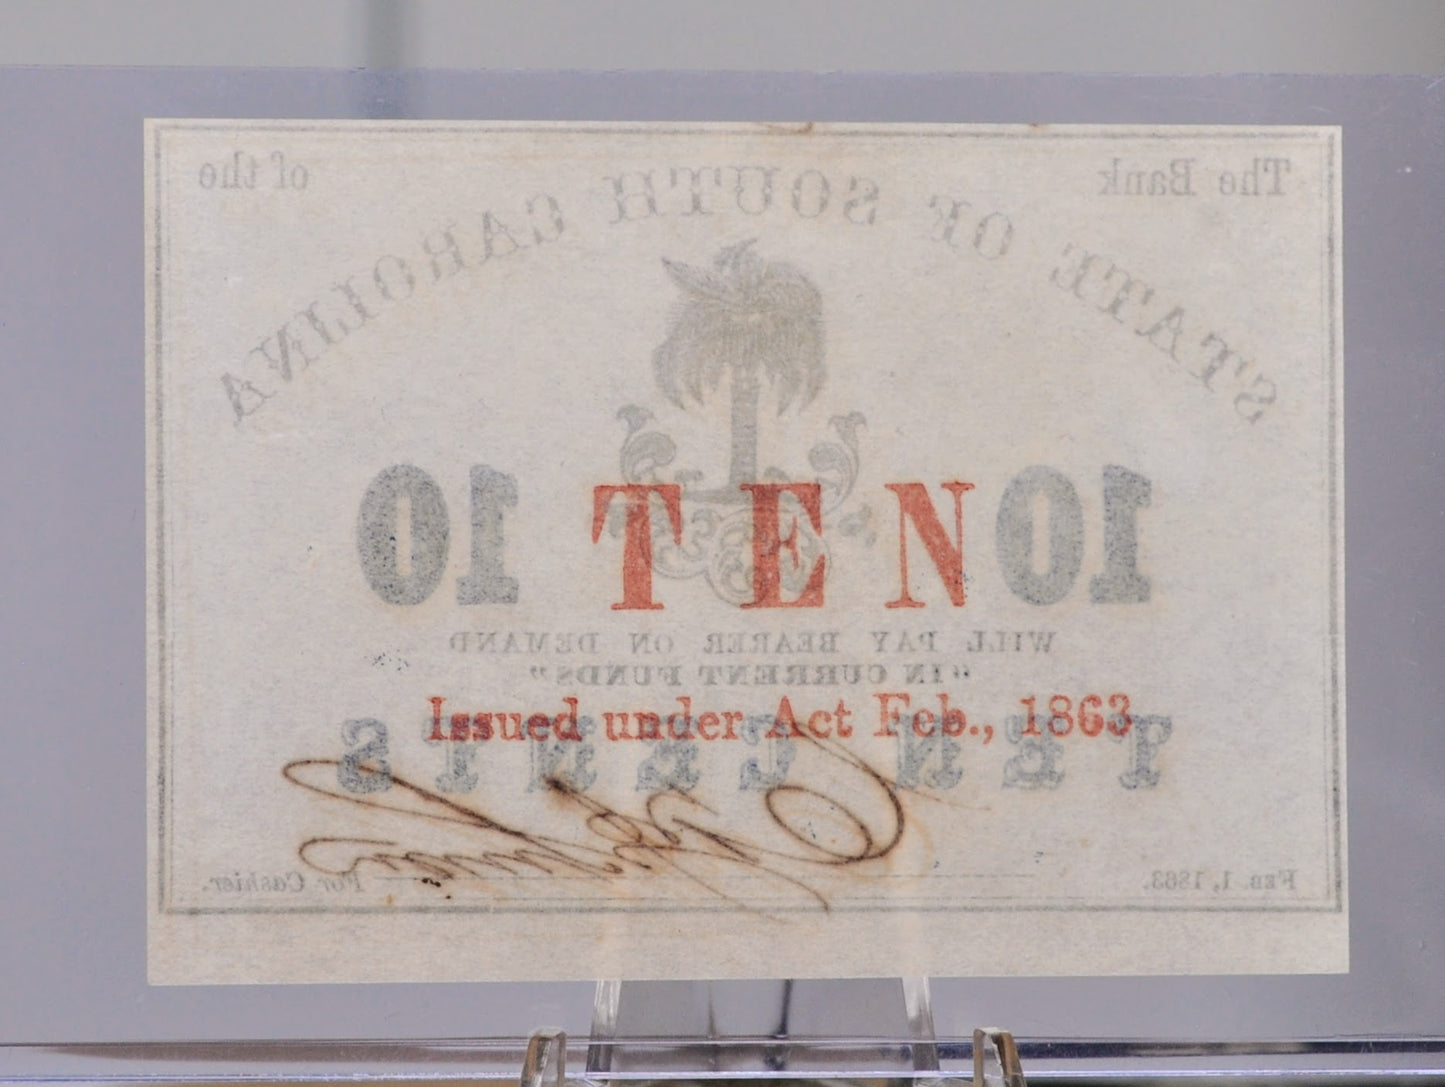 The Bank of the
STATE OF SOUTH CAROLINA
10 TEN 10
WILL PAY BEARER ON DEMAND
"IN CURRENT FUNDS"
Issued under Act Feb., 1863
TEN CENTS
FEB. 1, 1863. For Cashier.